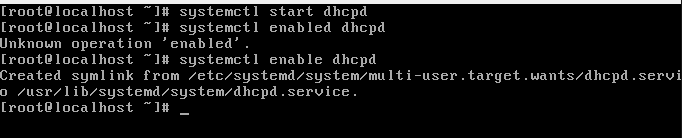 [root@localhost ~]# systemctl start dhcpd
[root@localhost ~]# systemctl enabled dhcpd
Unknown operation 'enabled'.
[root@localhost ~]# systemctl enable dhcpd
Created symlink from /etc/systemd/system/multi-user.target.wants/dhcpd.servi
o /usr/lib/systemd/system/dhcpd.service.
[root@localhost ~]# _